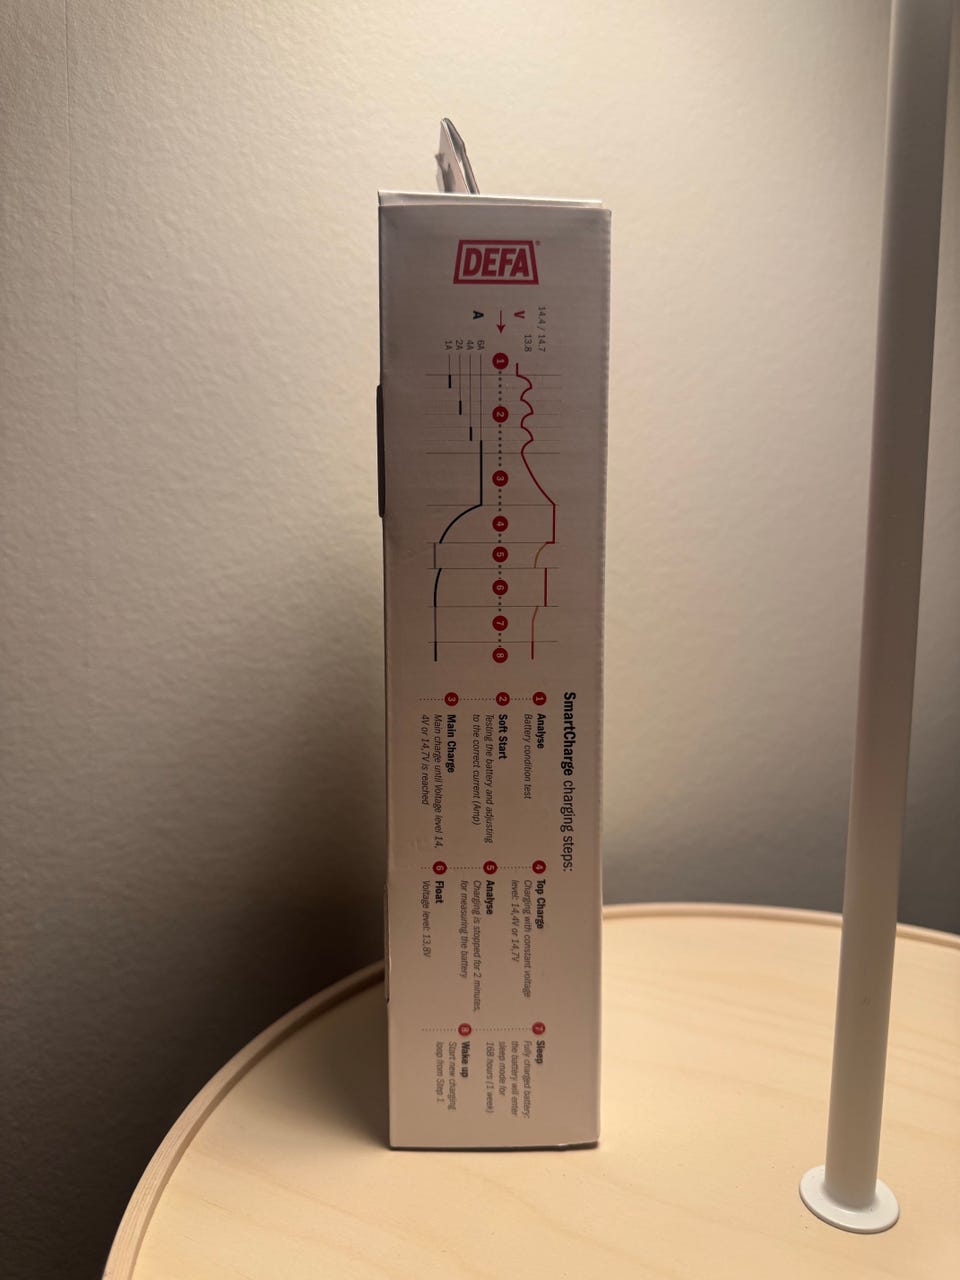 DEFA®
V
14.4 / 14.7
13.8
A
6A
4A
2A
1A
1
2
3
4
5
6
7
8
SmartCharge charging steps:
1 Analyse
Battery condition test
2 Soft Start
Testing the battery and adjusting
to the correct current (Amp)
3 Main Charge
Main charge until Voltage level 14,
4V or 14,7V is reached
4 Top Charge
Charging with constant voltage
level: 14,4V or 14,7V
5 Analyse
Charging is stopped for 2 minutes,
for measuring the battery
6 Float
Voltage level: 13.8V
7 Sleep
Fully charged battery:
the battery will enter
sleep mode for
168 hours (1 week)
8 Wake up
Start new charging
loop from Step 1